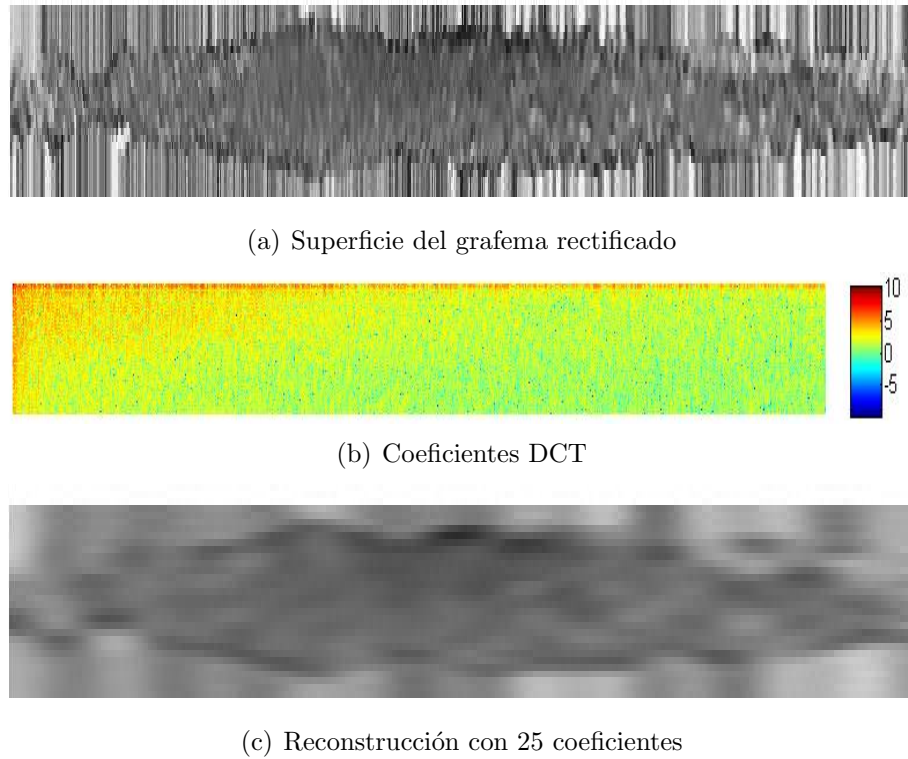 (a) Superficie del grafema rectificado
10
5
0
-5
(b) Coeficientes DCT
(c) Reconstrucción con 25 coeficientes